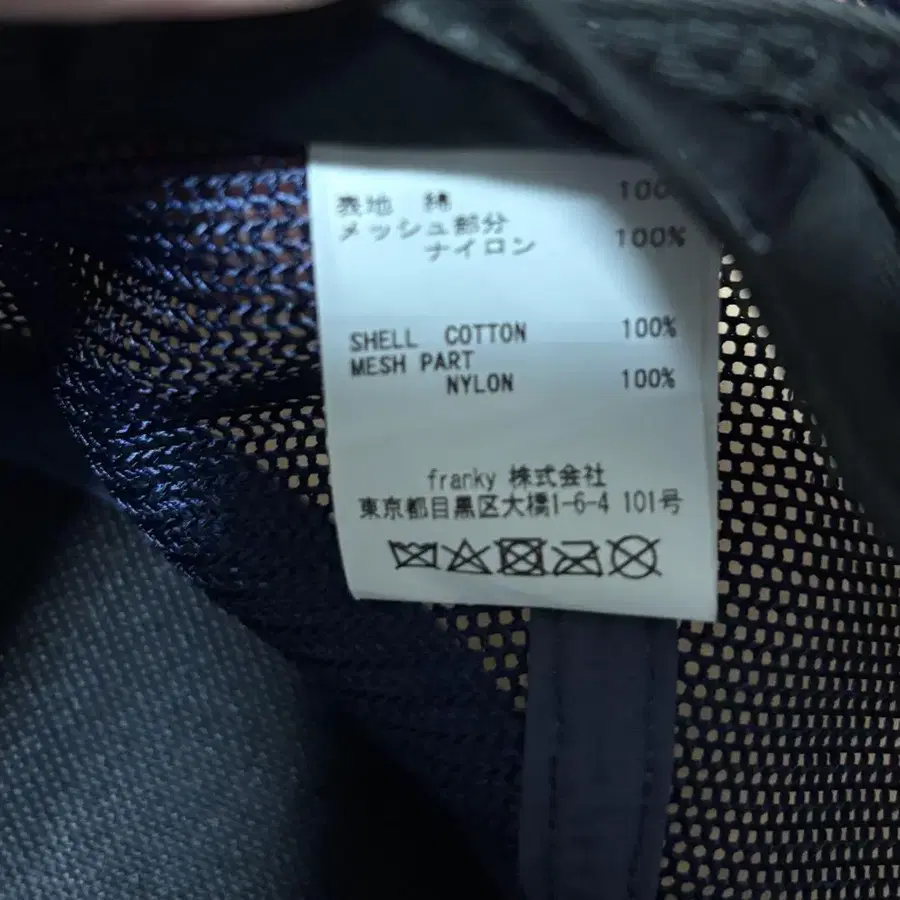 表地 綿 100
メッシュ部分
ナイロン 100%
SHELL COTTON 100%
MESH PART
NYLON 100%
franky 株式会社
東京都目黒区大橋1-6-4 101号